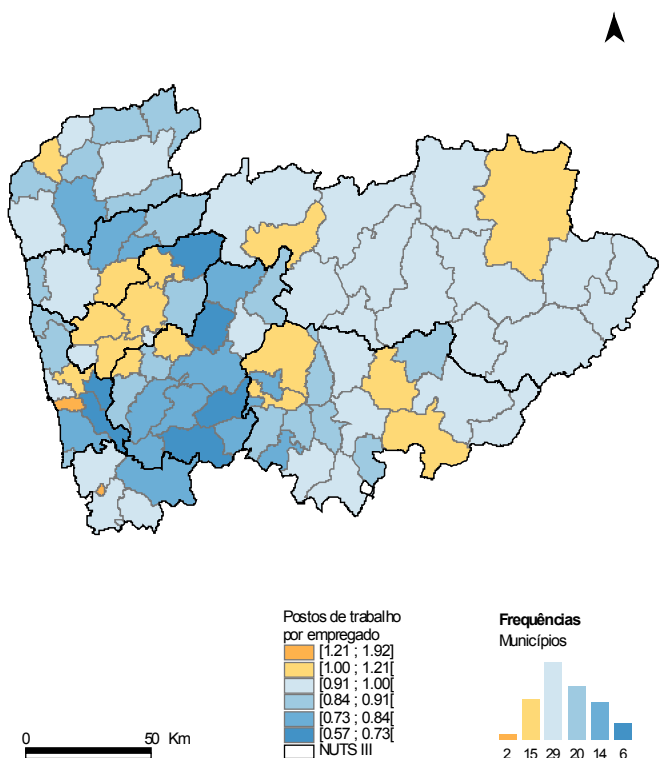 Postos de trabalho
por empregado
[1.21 ; 1.92]
[1.00 ; 1.21[
[0.91 ; 1.00[
[0.84 ; 0.91[
[0.73 ; 0.84[
[0.57 ; 0.73[
NUTS III
Frequências
Municípios
2 15 29 20 14 6
0 50 Km